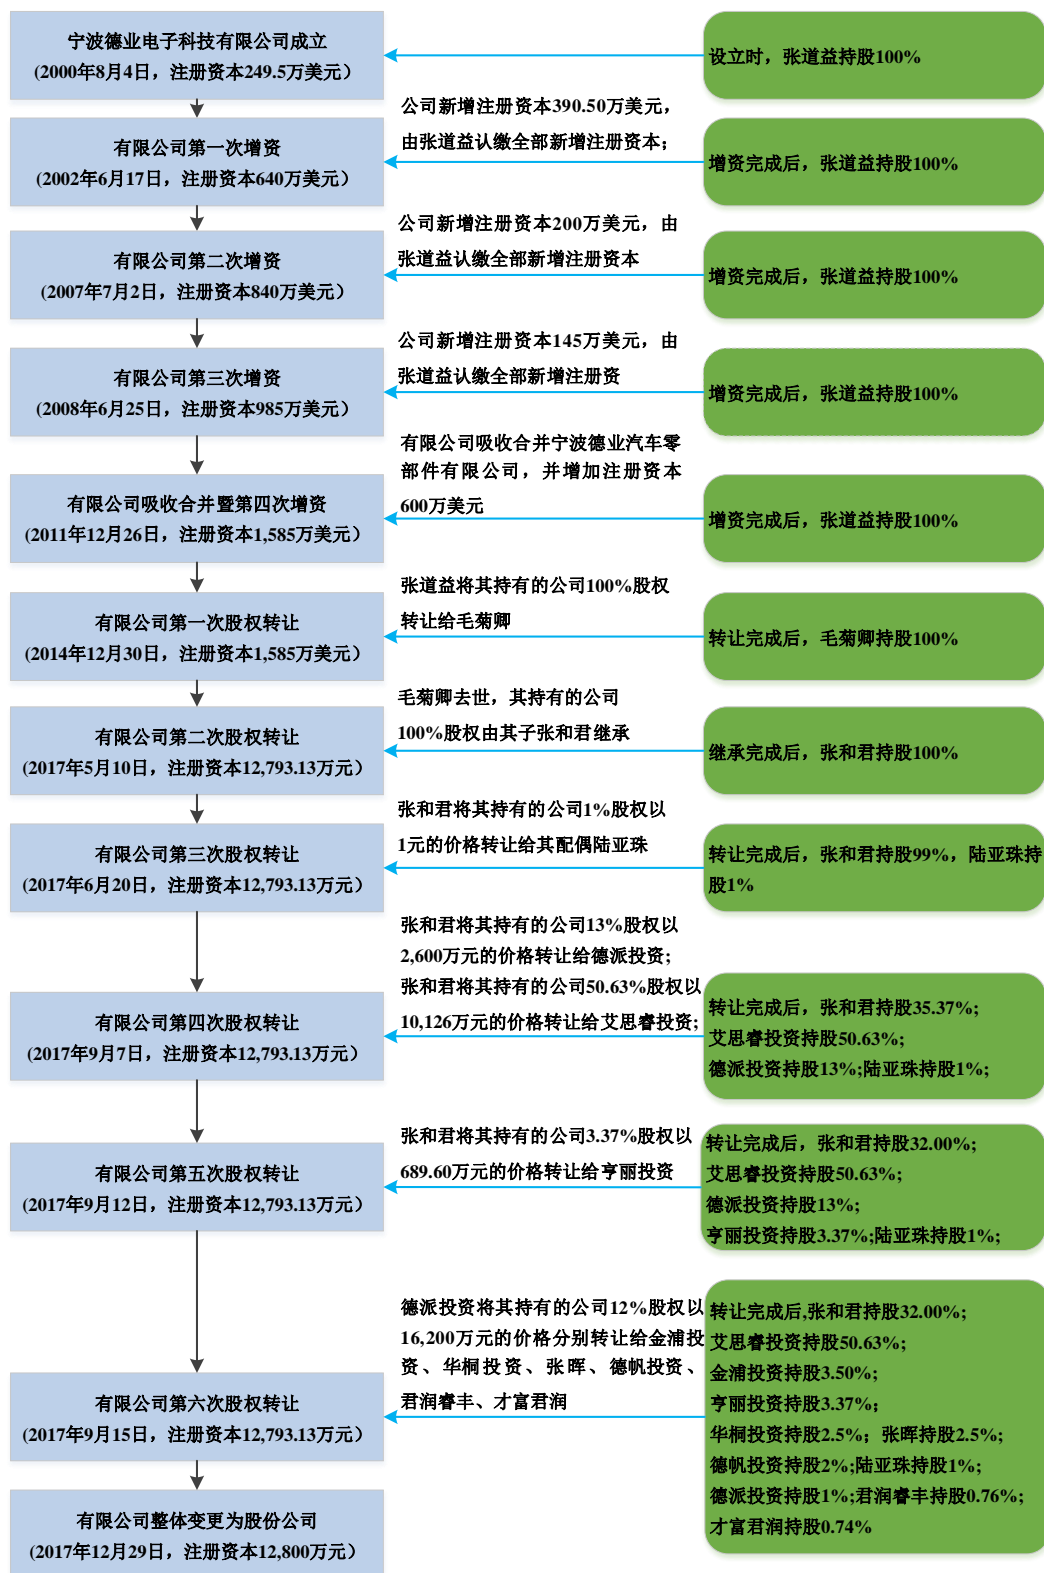 宁波德业电子科技有限公司成立
(2000年8月4日，注册资本249.5万美元）
设立时，张道益持股100%
公司新增注册资本390.50万美元，
由张道益认缴全部新增注册资本；
有限公司第一次增资
(2002年6月17日，注册资本640万美元）
增资完成后，张道益持股100%
公司新增注册资本200万美元，由
张道益认缴全部新增注册资本
有限公司第二次增资
(2007年7月2日，注册资本840万美元）
增资完成后，张道益持股100%
公司新增注册资本145万美元，由
张道益认缴全部新增注册资
有限公司第三次增资
(2008年6月25日，注册资本985万美元）
增资完成后，张道益持股100%
有限公司吸收合并宁波德业汽车零
部件有限公司，并增加注册资本
600万美元
有限公司吸收合并暨第四次增资
(2011年12月26日，注册资本1,585万美元）
增资完成后，张道益持股100%
张道益将其持有的公司100%股权
转让给毛菊卿
有限公司第一次股权转让
(2014年12月30日，注册资本1,585万美元）
转让完成后，毛菊卿持股100%
毛菊卿去世，其持有的公司
100%股权由其子张和君继承
有限公司第二次股权转让
(2017年5月10日，注册资本12,793.13万元）
继承完成后，张和君持股100%
张和君将其持有的公司1%股权以
1元的价格转让给其配偶陆亚珠
有限公司第三次股权转让
(2017年6月20日，注册资本12,793.13万元）
转让完成后，张和君持股99%，陆亚珠持
股1%
张和君将其持有的公司13%股权以
2,600万元的价格转让给德派投资;
张和君将其持有的公司50.63%股权以
10,126万元的价格转让给艾思睿投资;
有限公司第四次股权转让
(2017年9月7日，注册资本12,793.13万元）
转让完成后，张和君持股35.37%;
艾思睿投资持股50.63%;
德派投资持股13%;陆亚珠持股1%;
张和君将其持有的公司3.37%股权以
689.60万元的价格转让给亨丽投资
有限公司第五次股权转让
(2017年9月12日，注册资本12,793.13万元）
转让完成后，张和君持股32.00%;
艾思睿投资持股50.63%;
德派投资持股13%;
亨丽投资持股3.37%;陆亚珠持股1%;
德派投资将其持有的公司12%股权以
16,200万元的价格分别转让给金浦投
资、华桐投资、张晖、德帆投资、
君润睿丰、才富君润
有限公司第六次股权转让
(2017年9月15日，注册资本12,793.13万元）
转让完成后,张和君持股32.00%;
艾思睿投资持股50.63%;
金浦投资持股3.50%;
亨丽投资持股3.37%；
华桐投资持股2.5%；张晖持股2.5%;
德帆投资持股2%;陆亚珠持股1%;
德派投资持股1%;君润睿丰持股0.76%;
才富君润持股0.74%
有限公司整体变更为股份公司
(2017年12月29日，注册资本12,800万元）